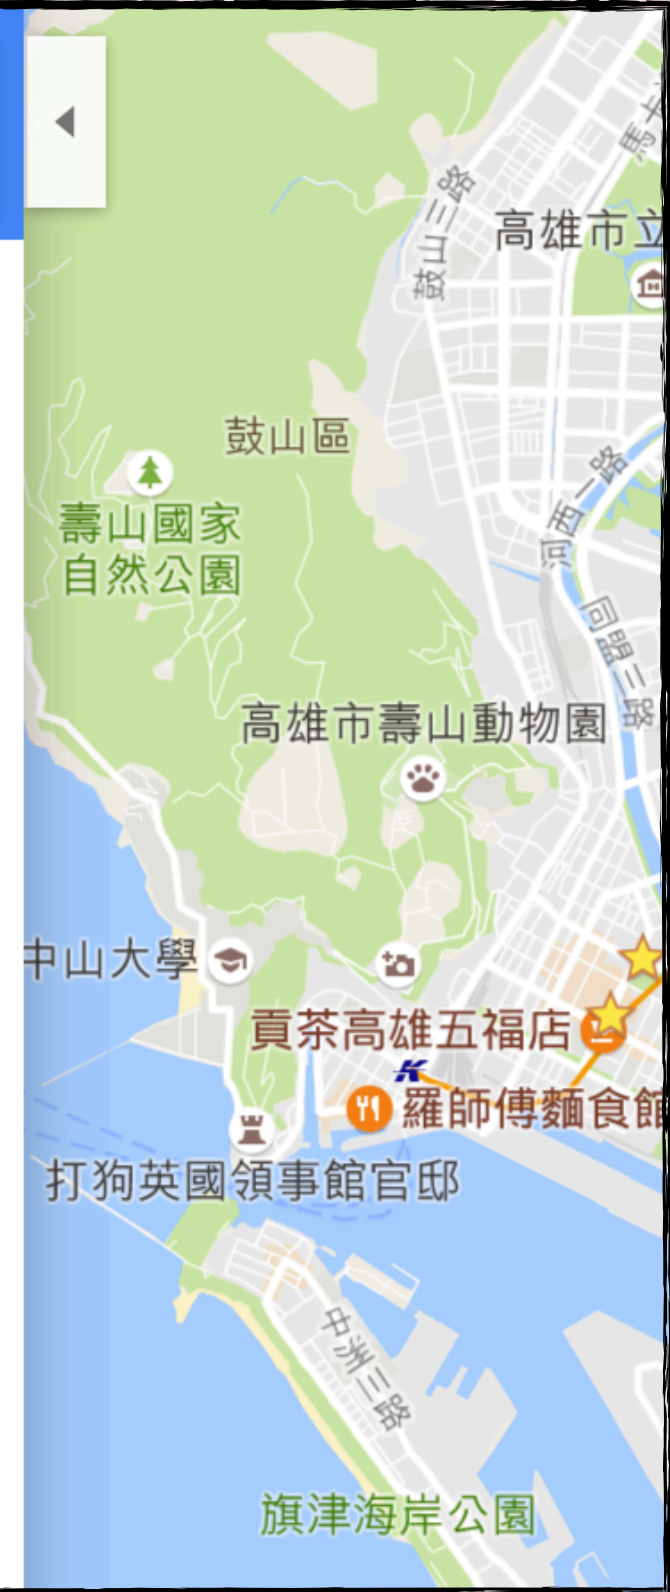 馬卡
鼓山三路
高雄市立
鼓山區
河西一路
壽山國家
自然公園
同盟三路
高雄市壽山動物園
中山大學
貢茶高雄五福店
羅師傅麵食館
打狗英國領事館官邸
中洲三路
旗津海岸公園